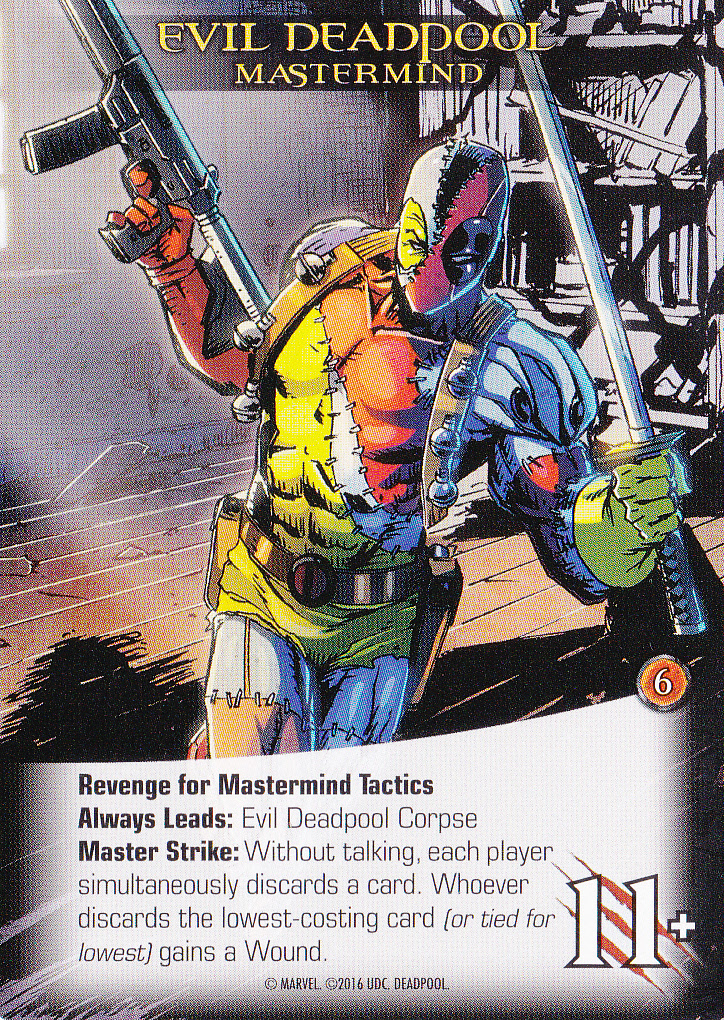 EVIL DEADPOOL
MASTERMIND
6
Revenge for Mastermind Tactics
Always Leads: Evil Deadpool Corpse
Master Strike: Without talking, each player
simultaneously discards a card. Whoever
discards the lowest-costing card (or tied for
lowest) gains a Wound.
11+
© MARVEL. ©2016 UDC. DEADPOOL.